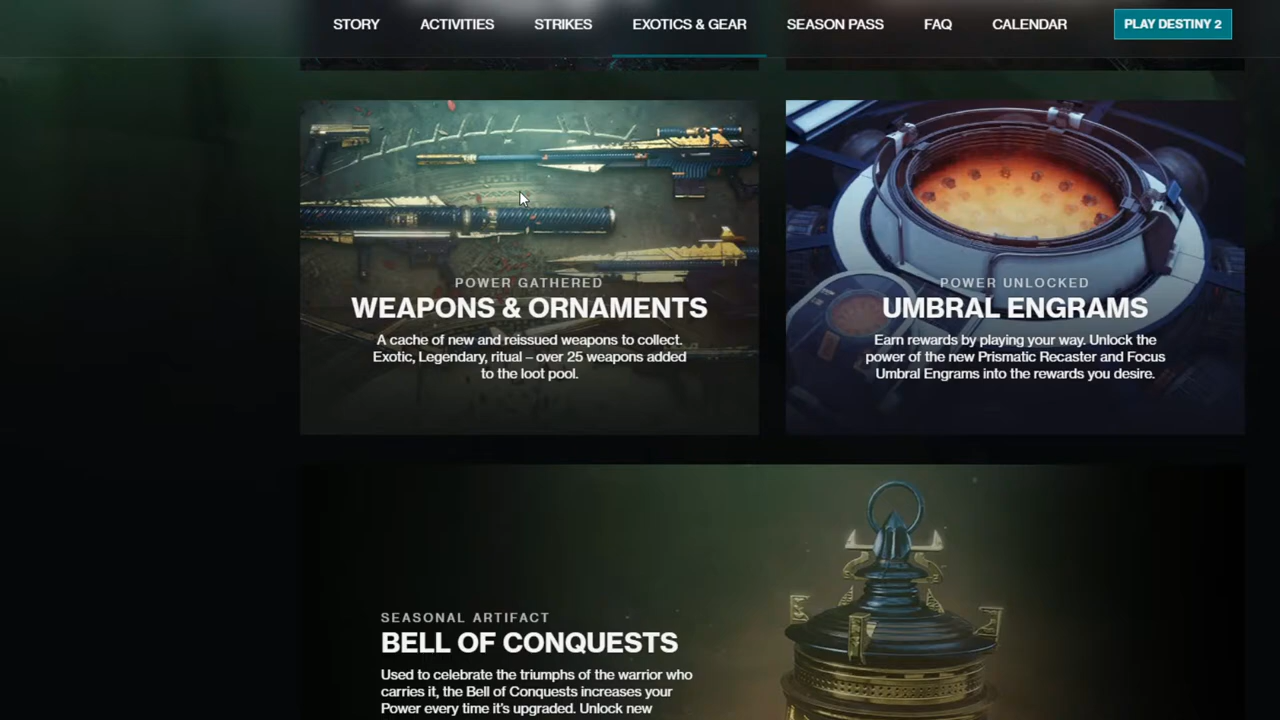 STORY
ACTIVITIES
STRIKES
EXOTICS & GEAR
SEASON PASS
FAQ
CALENDAR
PLAY DESTINY 2
POWER GATHERED
WEAPONS & ORNAMENTS
A cache of new and reissued weapons to collect.
Exotic, Legendary, ritual – over 25 weapons added
to the loot pool.
POWER UNLOCKED
UMBRAL ENGRAMS
Earn rewards by playing your way. Unlock the
power of the new Prismatic Recaster and Focus
Umbral Engrams into the rewards you desire.
SEASONAL ARTIFACT
BELL OF CONQUESTS
Used to celebrate the triumphs of the warrior who
carries it, the Bell of Conquests increases your
Power every time it's upgraded. Unlock new